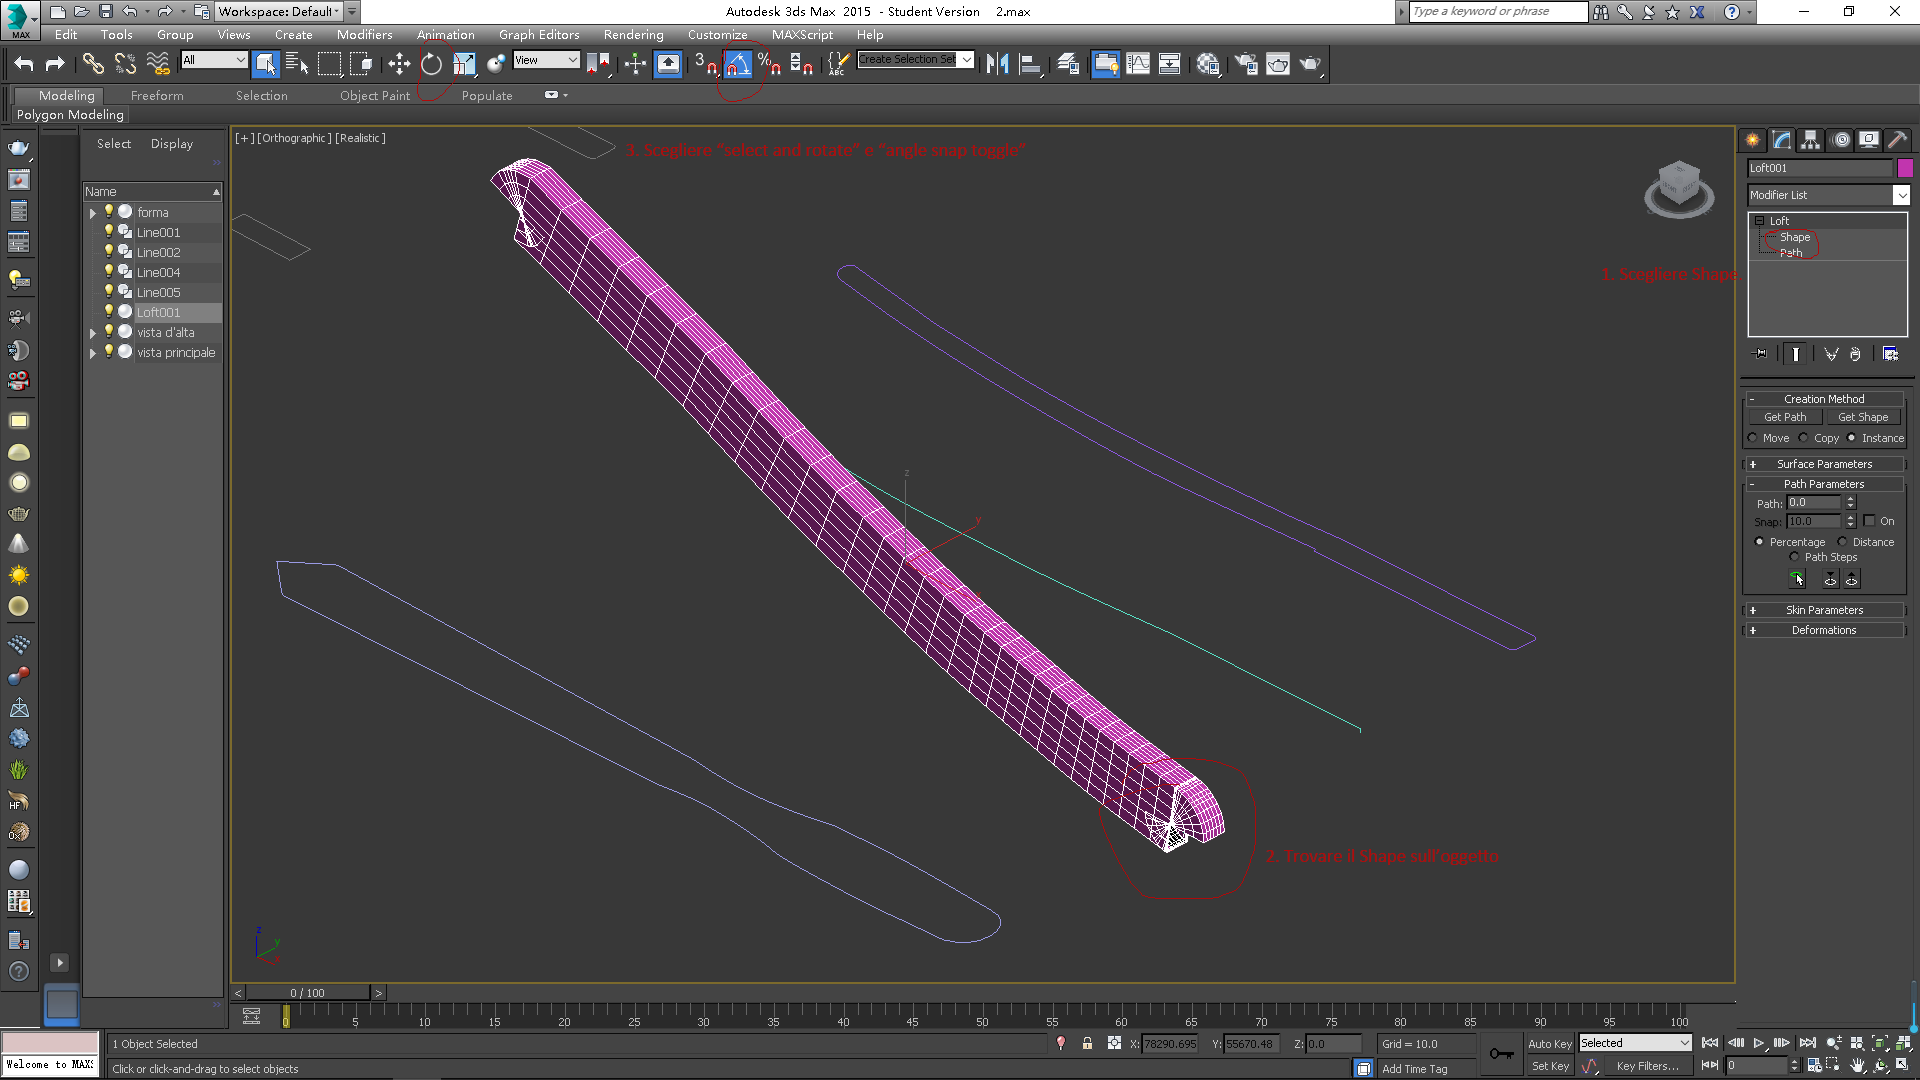 Workspace: Default
Autodesk 3ds Max 2015 - Student Version 2.max
Type a keyword or phrase
MAX
Edit Tools Group Views Create Modifiers Animation Graph Editors Rendering Customize MAXScript Help
All
View
3
%
ABC
Create Selection Set
Modeling Freeform Selection Object Paint Populate
Polygon Modeling
Select Display
Name
forma
Line001
Line002
Line004
Line005
Loft001
vista d'alta
vista principale
[+] [Orthographic ] [Realistic ]
3. Scegliere "select and rotate" e "angle snap toggle"
1. Scegliere Shape
2. Trovare il Shape sull'oggetto
z
y
z
y
HF
Loft001
Modifier List
Loft
Shape
Path
- Creation Method
Get Path Get Shape
Move Copy Instance
+ Surface Parameters
- Path Parameters
Path: 0.0
Snap: 10.0 On
Percentage Distance
Path Steps
+ Skin Parameters
+ Deformations
< 0 / 100 >
0 5 10 15 20 25 30 35 40 45 50 55 60 65 70 75 80 85 90 95 100
1 Object Selected
X: 78290.695 Y: 55670.48 Z: 0.0 Grid = 10.0
Auto Key Selected
Welcome to MAX:
Click or click-and-drag to select objects
Add Time Tag
Set Key Key Filters... 0